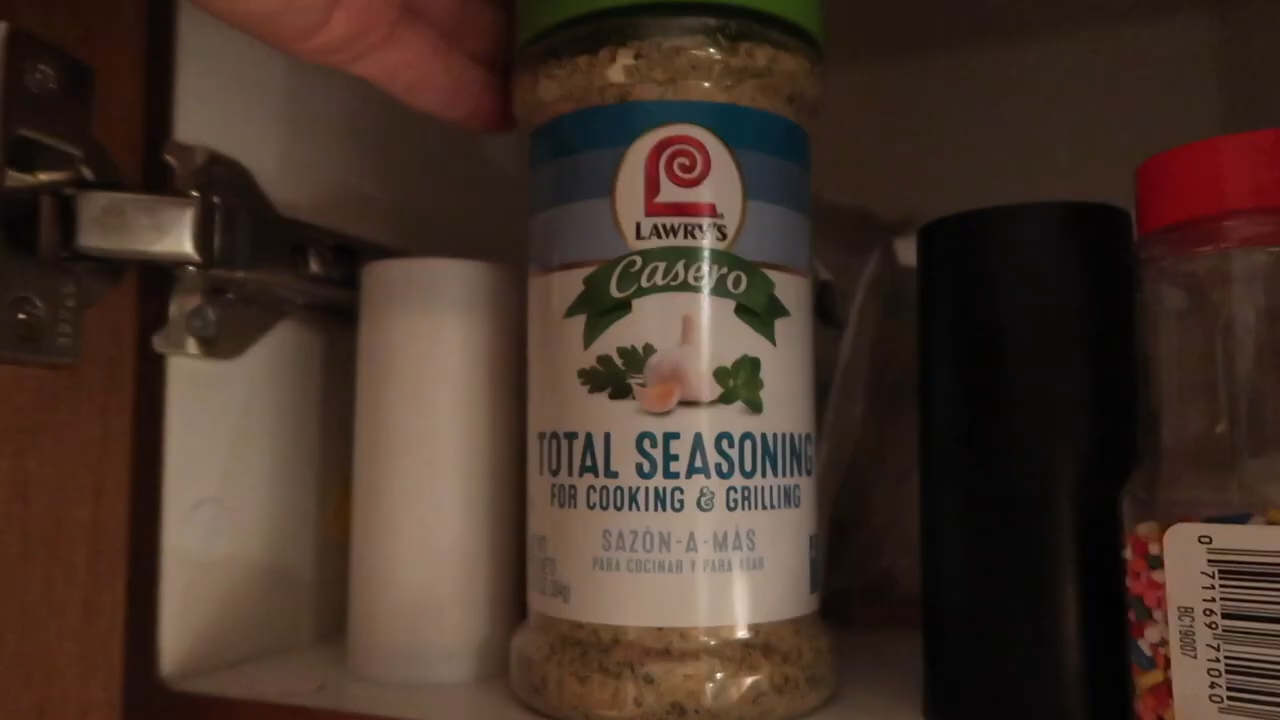 LAWRY'S
Casero
TOTAL SEASONING
FOR COOKING & GRILLING
SAZÓN-A-MÁS
PARA COCINAR Y PARA ASAR
BC19007
0 71169 71040